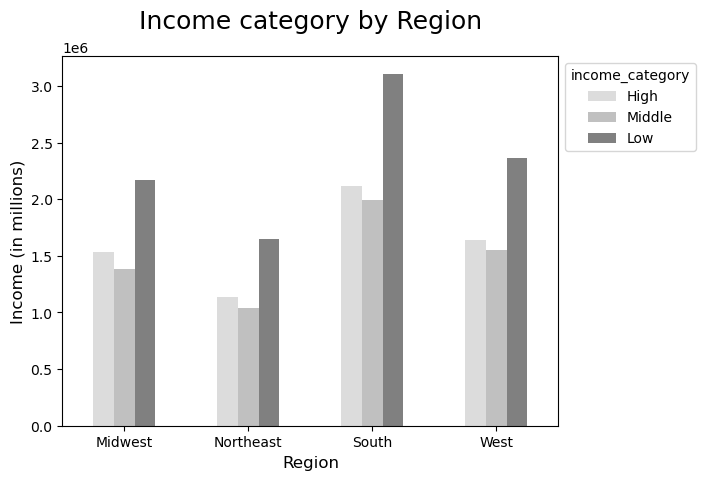 Income category by Region
1e6
income_category
High
Middle
Low
3.0
2.5
2.0
1.5
1.0
0.5
0.0
Income (in millions)
Midwest Northeast South West
Region